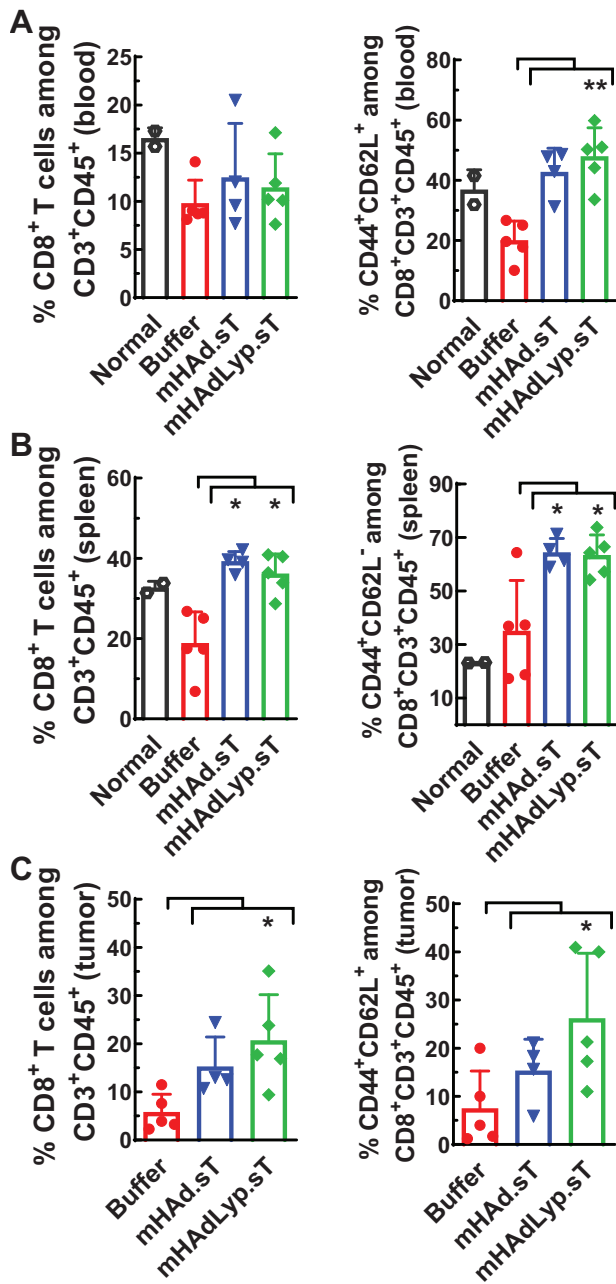 A
% CD8+ T cells among
CD3+CD45+ (blood)
25
20
15
10
5
0
Normal
Buffer
mHAd.sT
mHAdLyp.sT
% CD44+CD62L+ among
CD8+CD3+CD45+ (blood)
80
60
40
20
0
**
Normal
Buffer
mHAd.sT
mHAdLyp.sT
B
% CD8+ T cells among
CD3+CD45+ (spleen)
60
40
20
0
*
*
Normal
Buffer
mHAd.sT
mHAdLyp.sT
% CD44+CD62L- among
CD8+CD3+CD45+ (spleen)
90
70
50
30
10
*
*
Normal
Buffer
mHAd.sT
mHAdLyp.sT
C
% CD8+ T cells among
CD3+CD45+ (tumor)
50
40
30
20
10
0
*
Buffer
mHAd.sT
mHAdLyp.sT
% CD44+CD62L+ among
CD8+CD3+CD45+ (tumor)
50
40
30
20
10
0
*
Buffer
mHAd.sT
mHAdLyp.sT